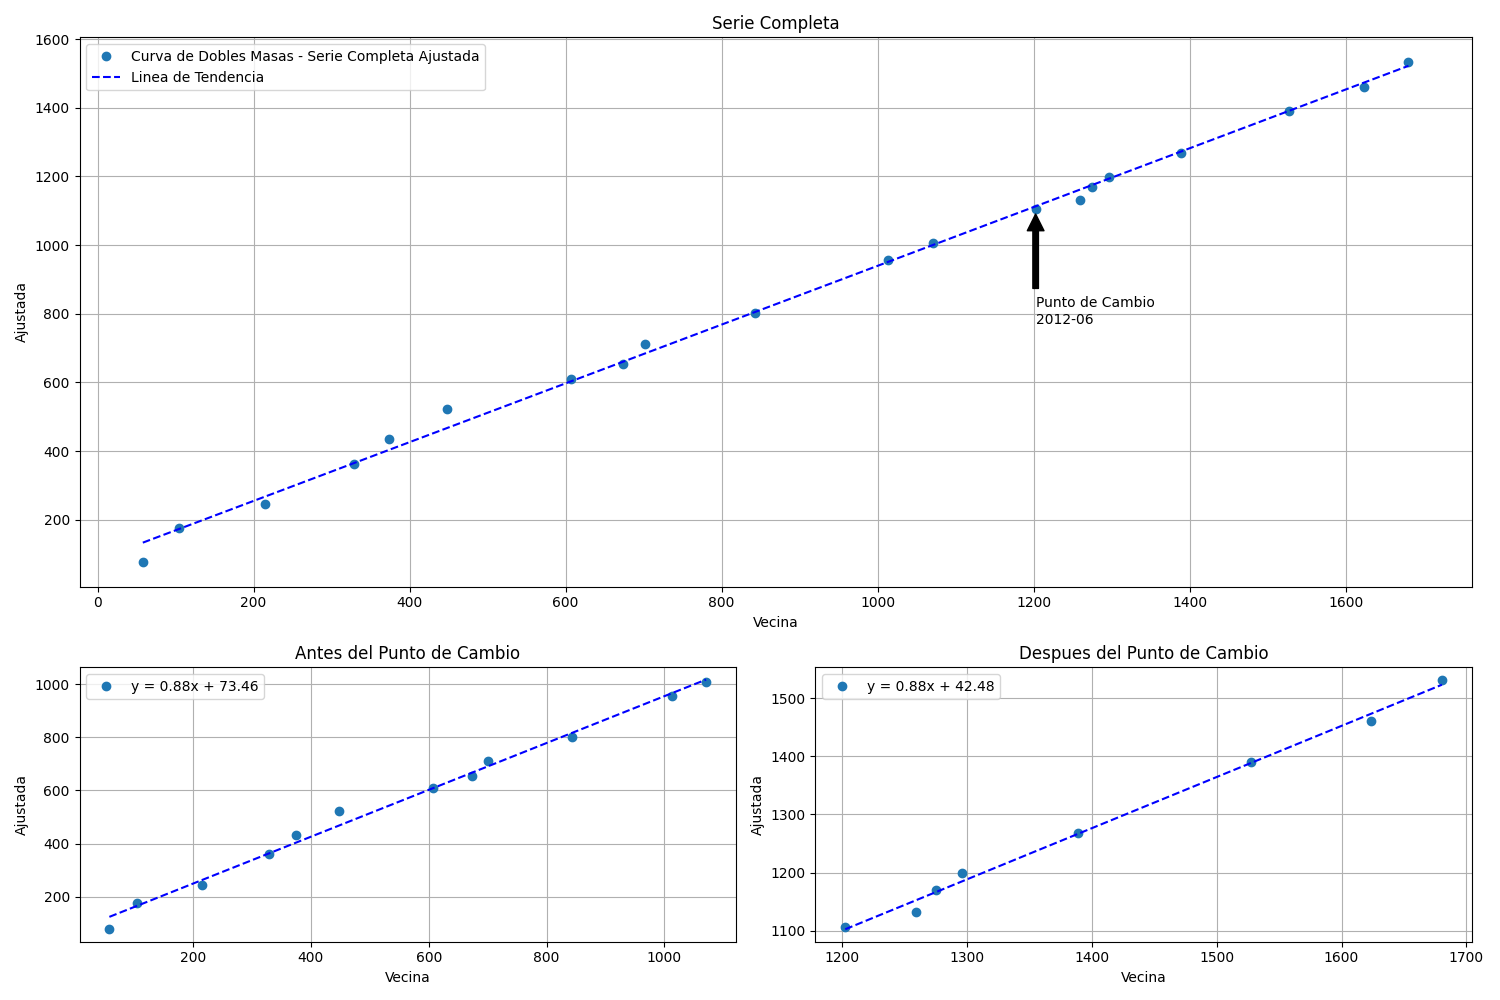 Serie Completa
Curva de Dobles Masas - Serie Completa Ajustada
Linea de Tendencia
1600
1400
1200
1000
800
600
400
200
Ajustada
Punto de Cambio
2012-06
0 200 400 600 800 1000 1200 1400 1600
Vecina
Antes del Punto de Cambio
y = 0.88x + 73.46
1000
800
600
400
200
Ajustada
200 400 600 800 1000
Vecina
Despues del Punto de Cambio
y = 0.88x + 42.48
1500
1400
1300
1200
1100
Ajustada
1200 1300 1400 1500 1600 1700
Vecina